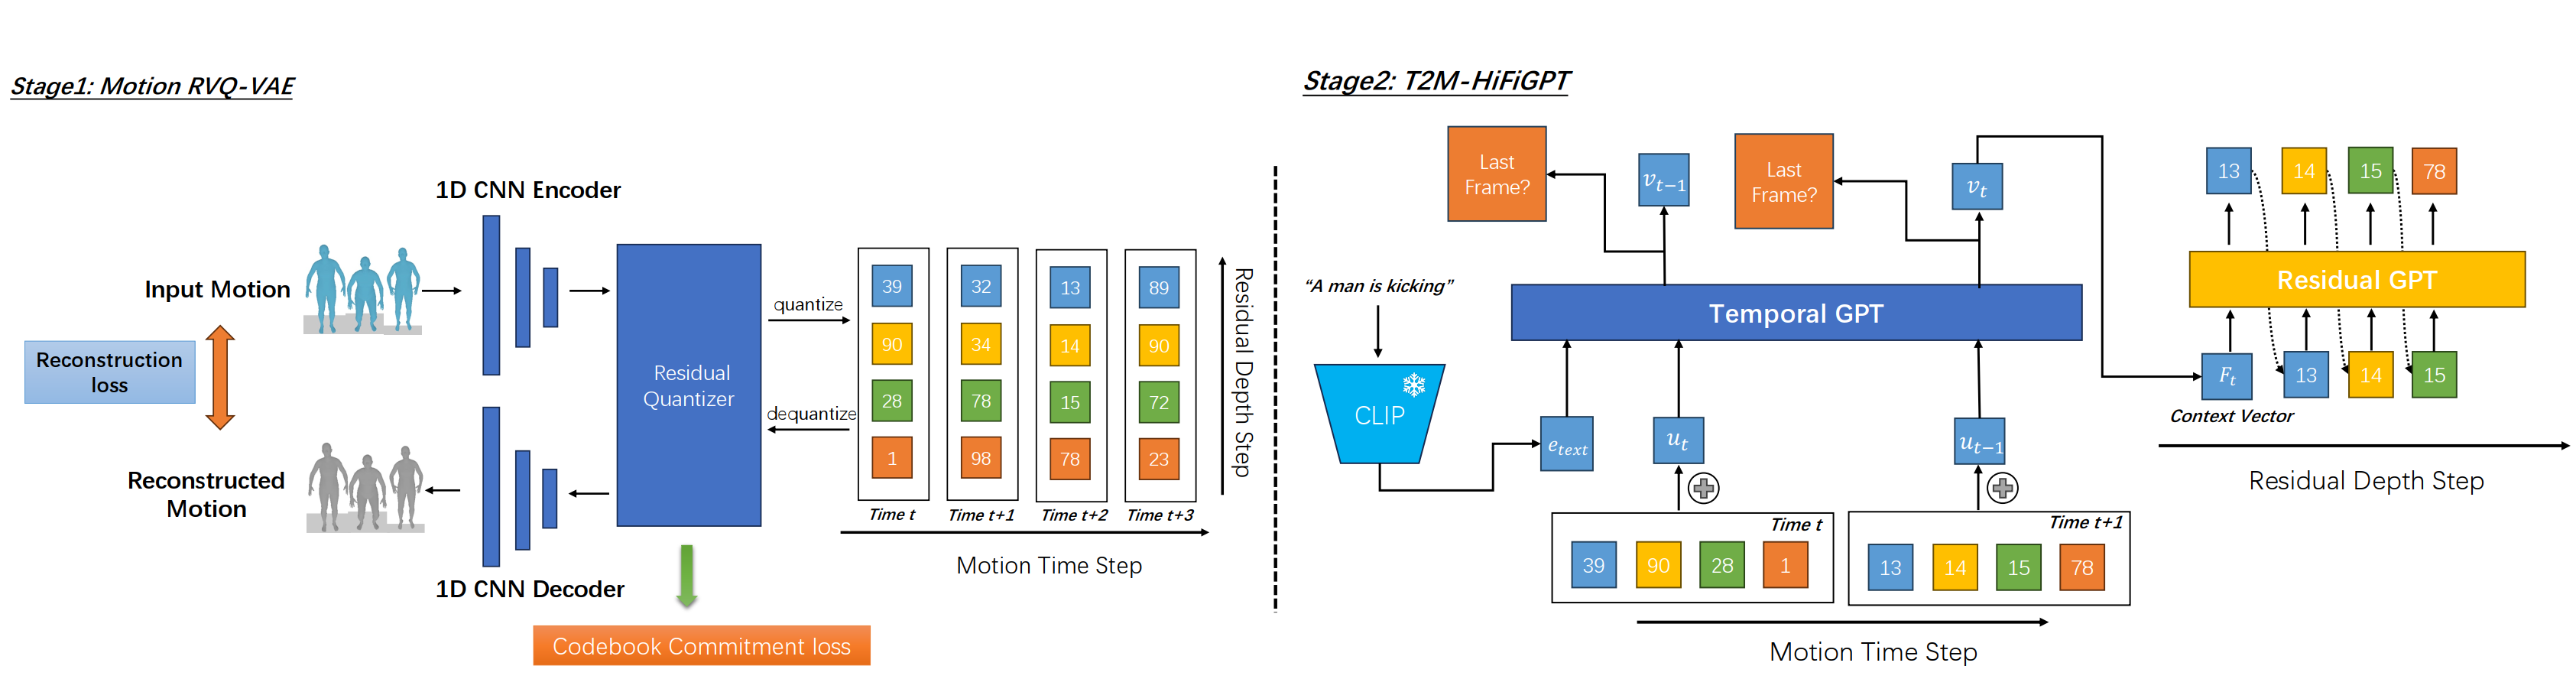 Stage1: Motion RVQ-VAE
1D CNN Encoder
Input Motion
Reconstruction
loss
Reconstructed
Motion
1D CNN Decoder
Residual
Quantizer
Codebook Commitment loss
quantize
dequantize
39 32 13 89
90 34 14 90
28 78 15 72
1 98 78 23
Time t Time t+1 Time t+2 Time t+3
Motion Time Step
Residual Depth Step
Stage2: T2M-HiFiGPT
Last
Frame?
v_{t-1}
Last
Frame?
v_t
"A man is kicking"
Temporal GPT
CLIP
e_{text}
u_t
u_{t-1}
Time t
39 90 28 1
Time t+1
13 14 15 78
Motion Time Step
13 14 15 78
Residual GPT
F_t 13 14 15
Context Vector
Residual Depth Step